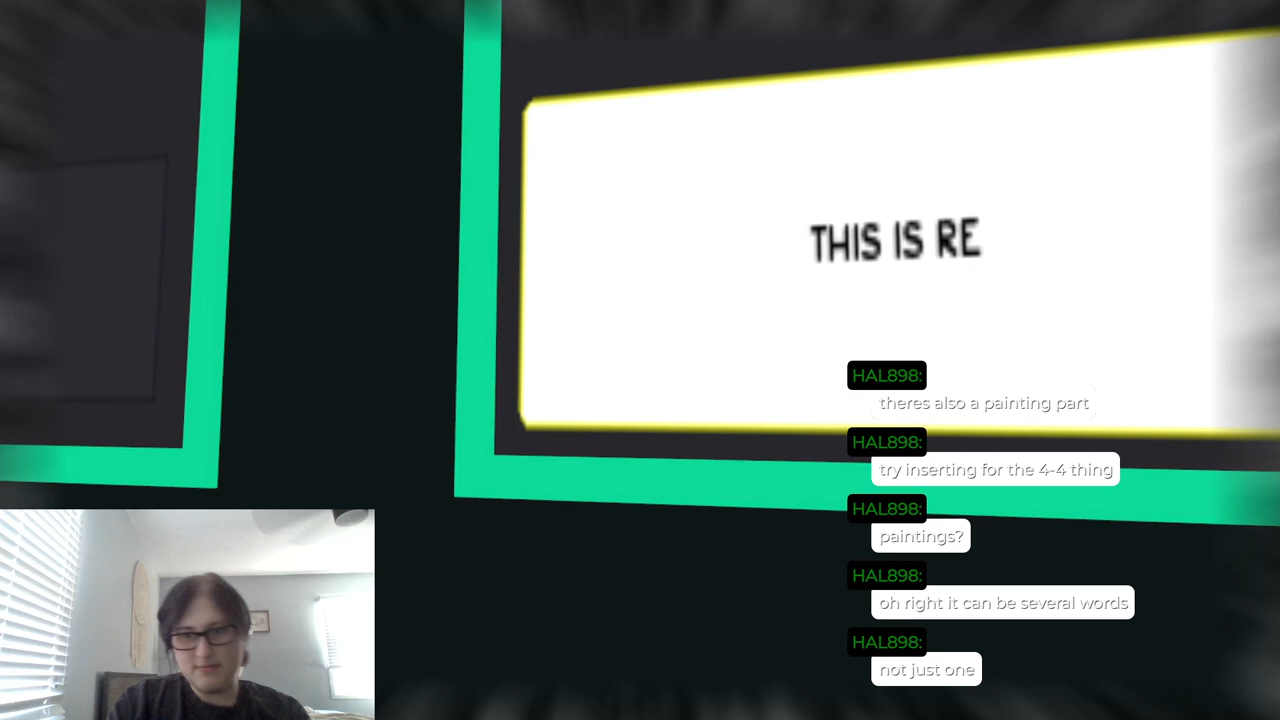 THIS IS RE
HAL898:
theres also a painting part
HAL898:
try inserting for the 4-4 thing
HAL898:
paintings?
HAL898:
oh right it can be several words
HAL898:
not just one